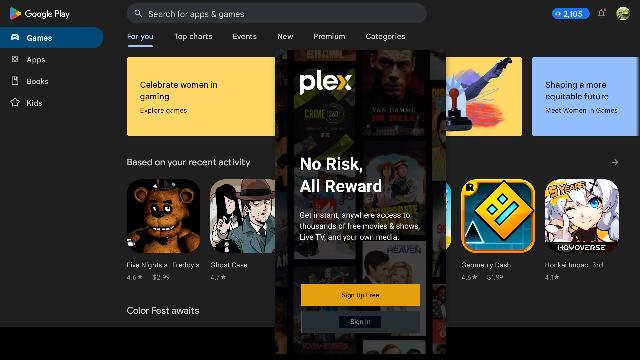 Google Play
Search for apps & games
2,105
Games
Apps
Books
Kids
For you
Top charts
Events
New
Premium
Categories
Celebrate women in
gaming
Explore games
Shaping a more
equitable future
Meet Women in Games
plex
CRIME 360
VAN DAMME
IN HELL
No Risk,
All Reward
Get instant, anywhere access to
thousands of free movies & shows,
Live TV, and your own media.
HEAVEN
Sign Up Free
Sign In
Based on your recent activity
Five Nights a
Freddy's
4.6★
$2.99
Ghost Case
4.7★
Geometry Dash
4.6★
$1.99
Honkai Impact 3rd
4.1★
HOYOVERSE
Color Fest awaits